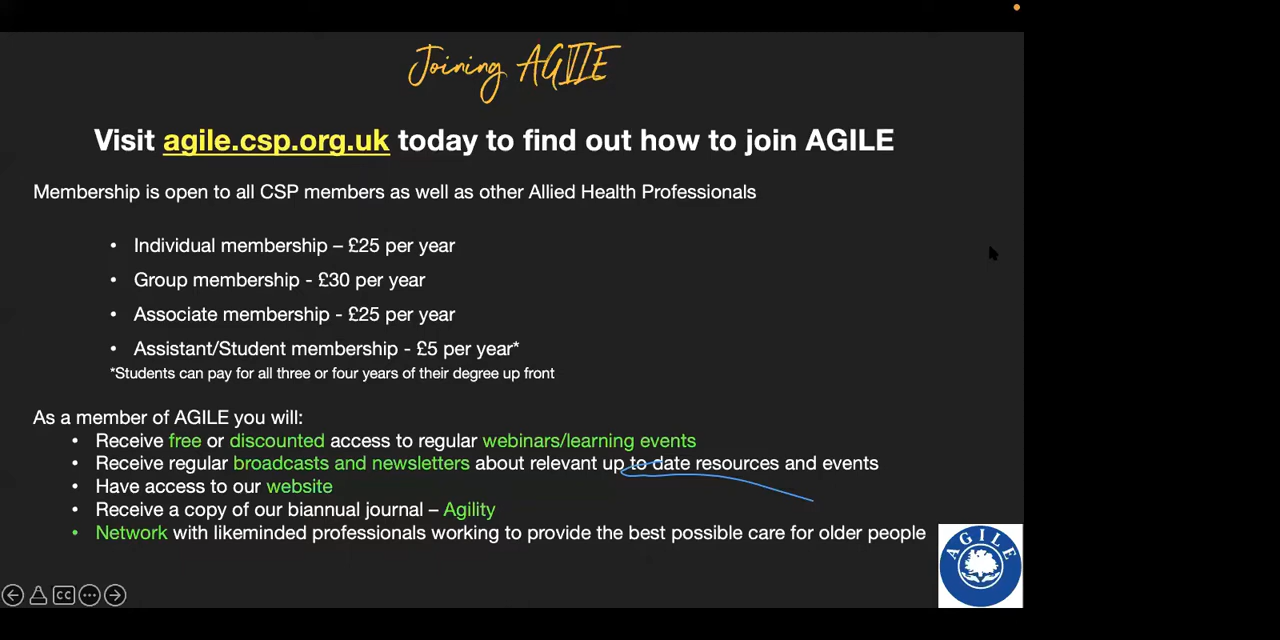 Joining AGILE
Visit agile.csp.org.uk today to find out how to join AGILE
Membership is open to all CSP members as well as other Allied Health Professionals
• Individual membership – £25 per year
• Group membership - £30 per year
• Associate membership - £25 per year
• Assistant/Student membership - £5 per year*
*Students can pay for all three or four years of their degree up front
As a member of AGILE you will:
• Receive free or discounted access to regular webinars/learning events
• Receive regular broadcasts and newsletters about relevant up to date resources and events
• Have access to our website
• Receive a copy of our biannual journal – Agility
• Network with likeminded professionals working to provide the best possible care for older people
AGILE
CC